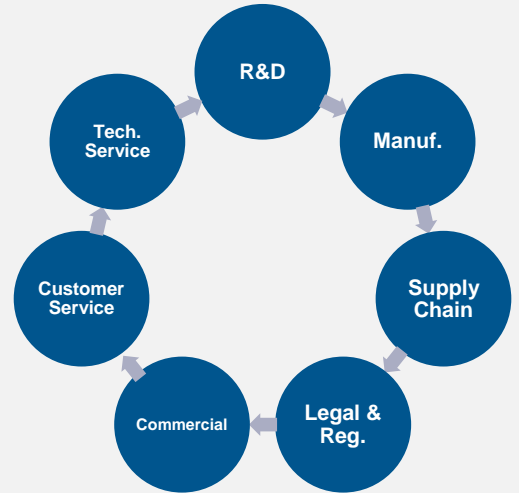 R&D
Manuf.
Supply
Chain
Legal &
Reg.
Commercial
Customer
Service
Tech.
Service